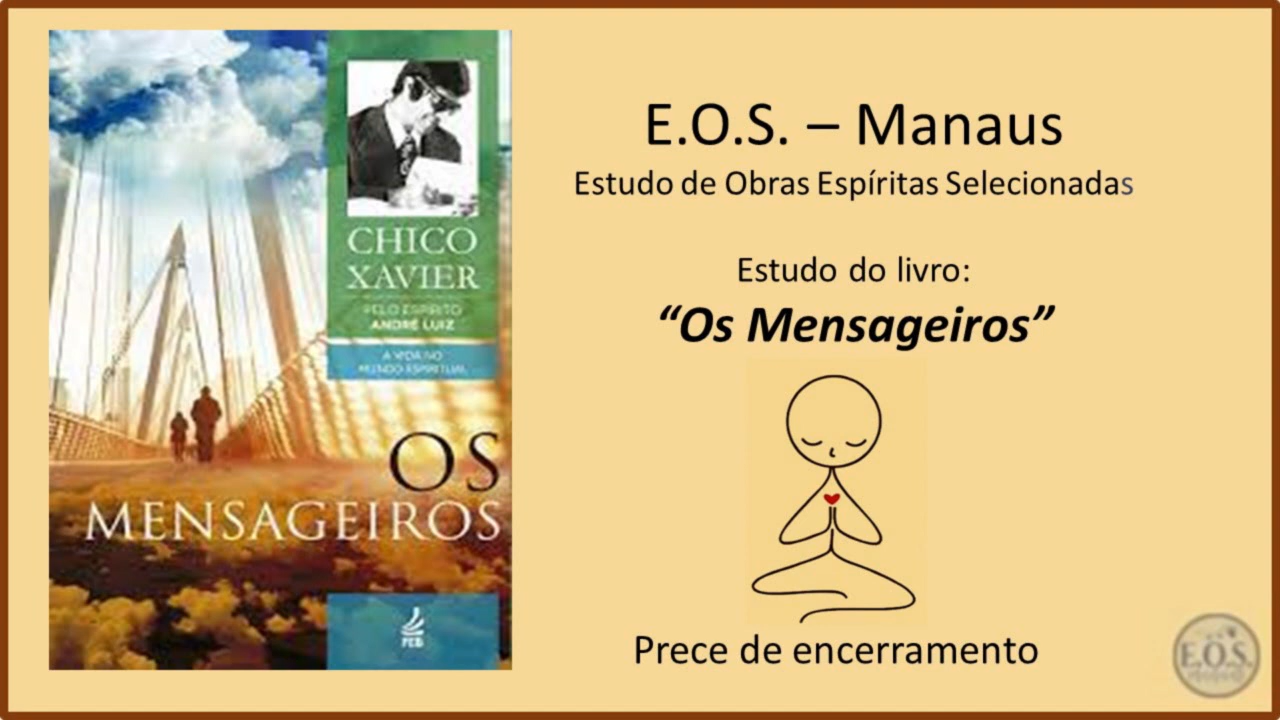 CHICO
XAVIER
PELO ESPÍRITO
ANDRÉ LUIZ
A VIDA NO
MUNDO ESPIRITUAL
OS
MENSAGEIROS
FEB
E.O.S. – Manaus
Estudo de Obras Espíritas Selecionadas
Estudo do livro:
“Os Mensageiros”
Prece de encerramento
E.O.S.